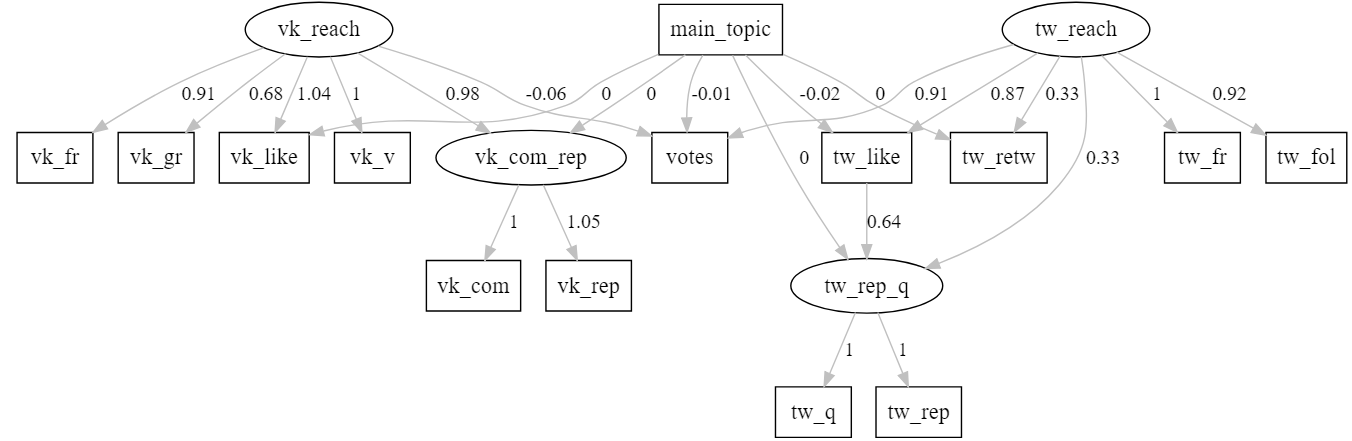 vk_reach main_topic tw_reach
0.91 0.68 1.04 1 0.98 -0.06 0 0 -0.01 -0.02 0 0.91 0.87 0.33 1 0.92
vk_fr vk_gr vk_like vk_v vk_com_rep votes 0 tw_like tw_retw 0.33 tw_fr tw_fol
1 1.05 0.64
vk_com vk_rep tw_rep_q
1 1
tw_q tw_rep